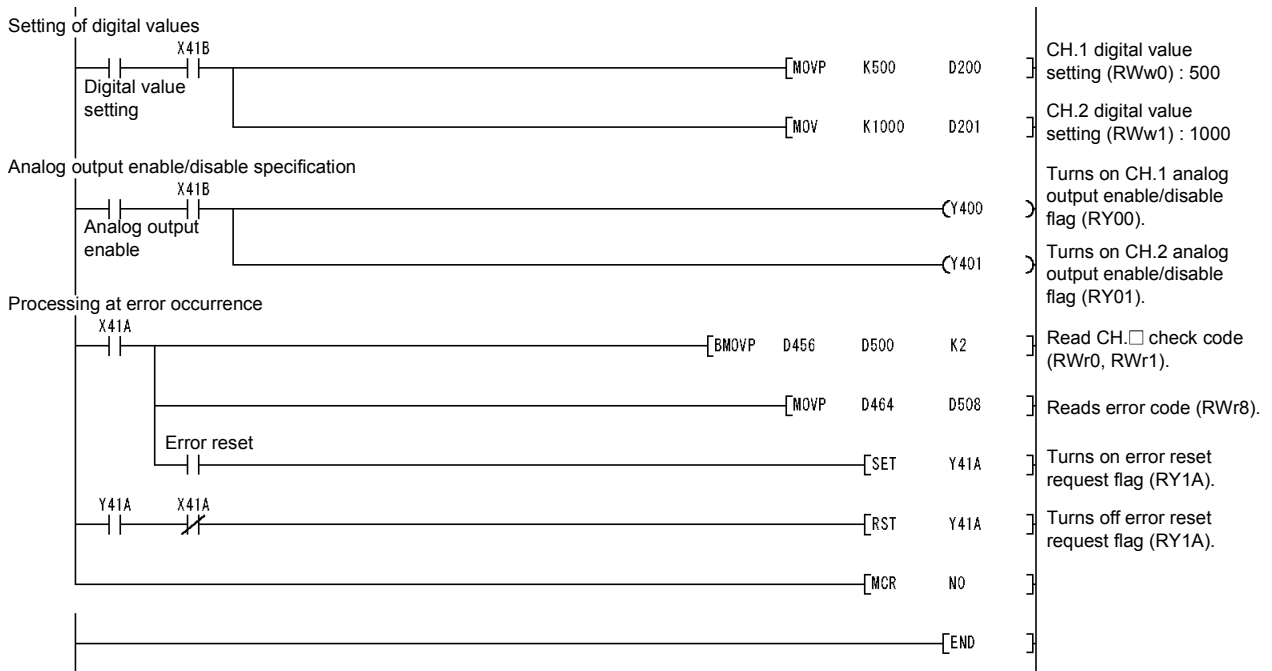 Setting of digital values
X41B
Digital value
setting
[MOVP K500 D200 ]
CH.1 digital value
setting (RWw0) : 500
[MOV K1000 D201 ]
CH.2 digital value
setting (RWw1) : 1000
Analog output enable/disable specification
X41B
Analog output
enable
(Y400 )
Turns on CH.1 analog
output enable/disable
flag (RY00).
(Y401 )
Turns on CH.2 analog
output enable/disable
flag (RY01).
Processing at error occurrence
X41A
[BMOVP D456 D500 K2 ]
Read CH.□ check code
(RWr0, RWr1).
[MOVP D464 D508 ]
Reads error code (RWr8).
Error reset
[SET Y41A ]
Turns on error reset
request flag (RY1A).
Y41A X41A
[RST Y41A ]
Turns off error reset
request flag (RY1A).
[MCR N0 ]
[END ]